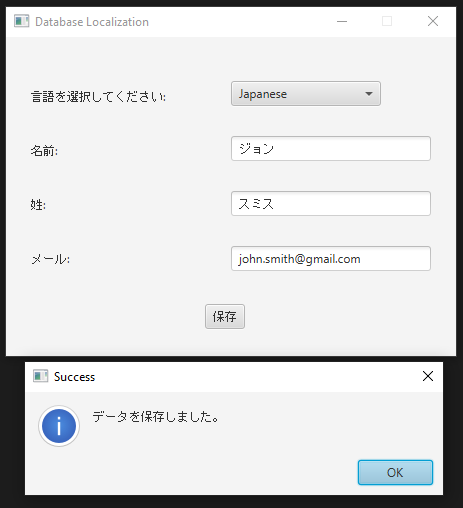 Database Localization
言語を選択してください:
Japanese
名前:
ジョン
姓:
スミス
メール:
john.smith@gmail.com
保存
Success
データを保存しました。
OK